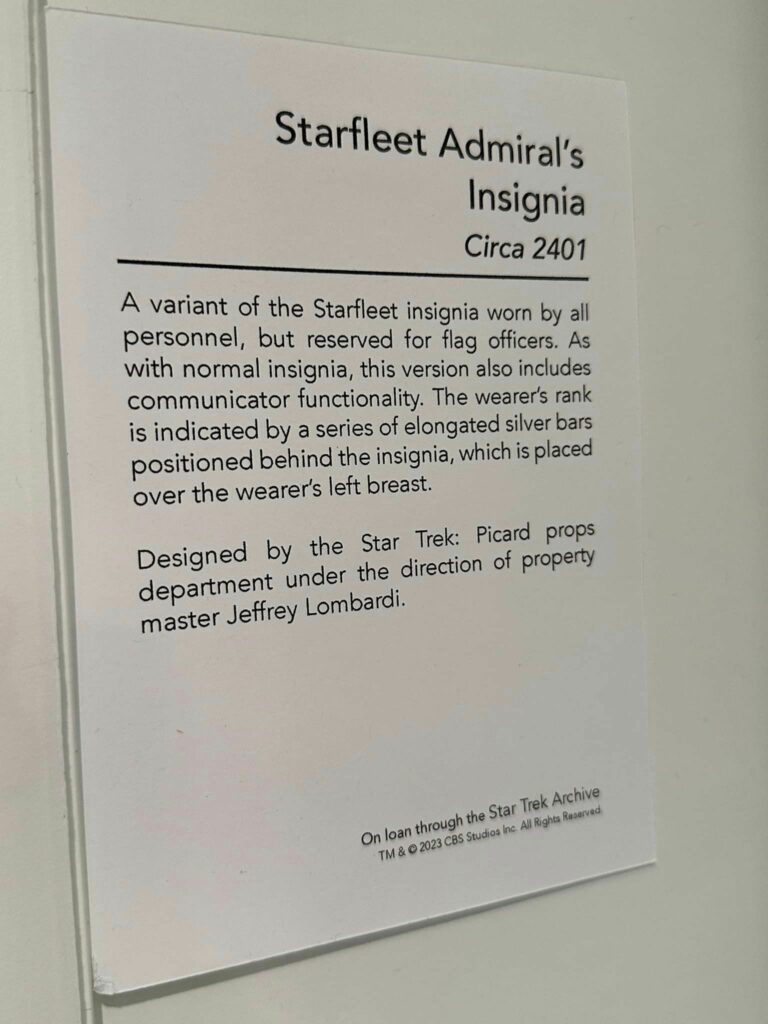 Starfleet Admiral's
Insignia
Circa 2401
A variant of the Starfleet insignia worn by all
personnel, but reserved for flag officers. As
with normal insignia, this version also includes
communicator functionality. The wearer's rank
is indicated by a series of elongated silver bars
positioned behind the insignia, which is placed
over the wearer's left breast.
Designed by the Star Trek: Picard props
department under the direction of property
master Jeffrey Lombardi.
On loan through the Star Trek Archive
TM & © 2023 CBS Studios Inc. All Rights Reserved.